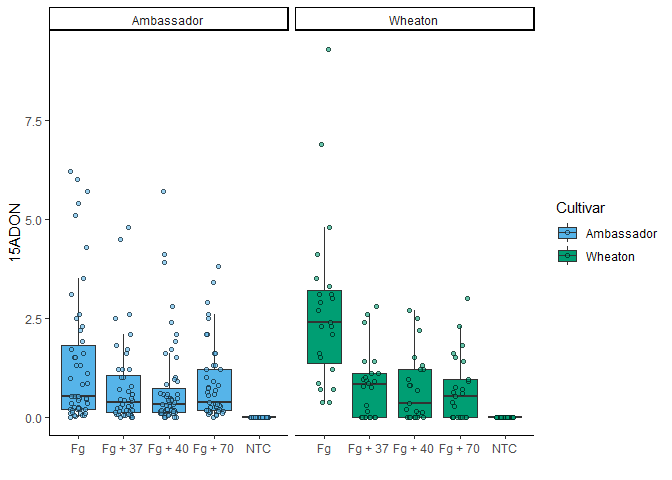 Ambassador Wheaton
15ADON
7.5
5.0
2.5
0.0
Fg Fg + 37 Fg + 40 Fg + 70 NTC Fg Fg + 37 Fg + 40 Fg + 70 NTC
Cultivar
Ambassador
Wheaton